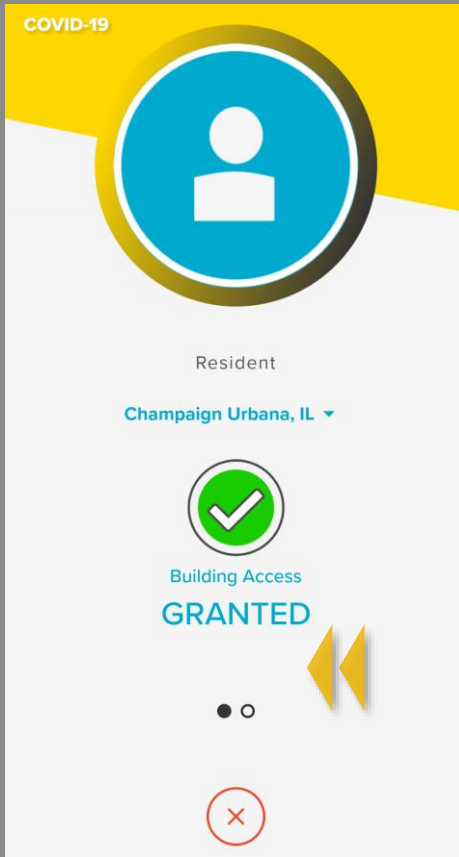 COVID-19
Resident
Champaign Urbana, IL
Building Access
GRANTED